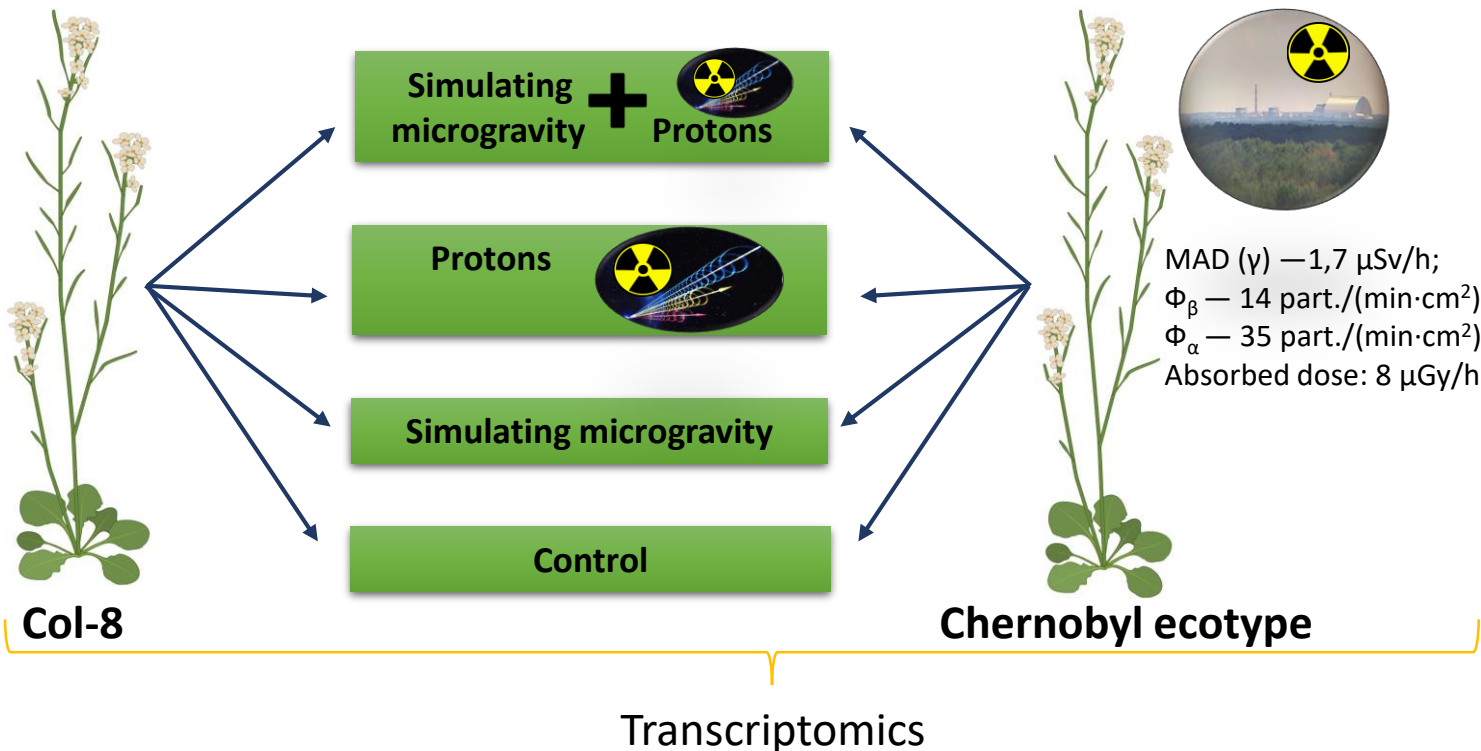 Simulating
microgravity + Protons
Protons
Simulating microgravity
Control
MAD (γ) —1,7 μSv/h;
Φβ — 14 part./(min·cm²)
Φα — 35 part./(min·cm²)
Absorbed dose: 8 μGy/h
Col-8
Chernobyl ecotype
Transcriptomics